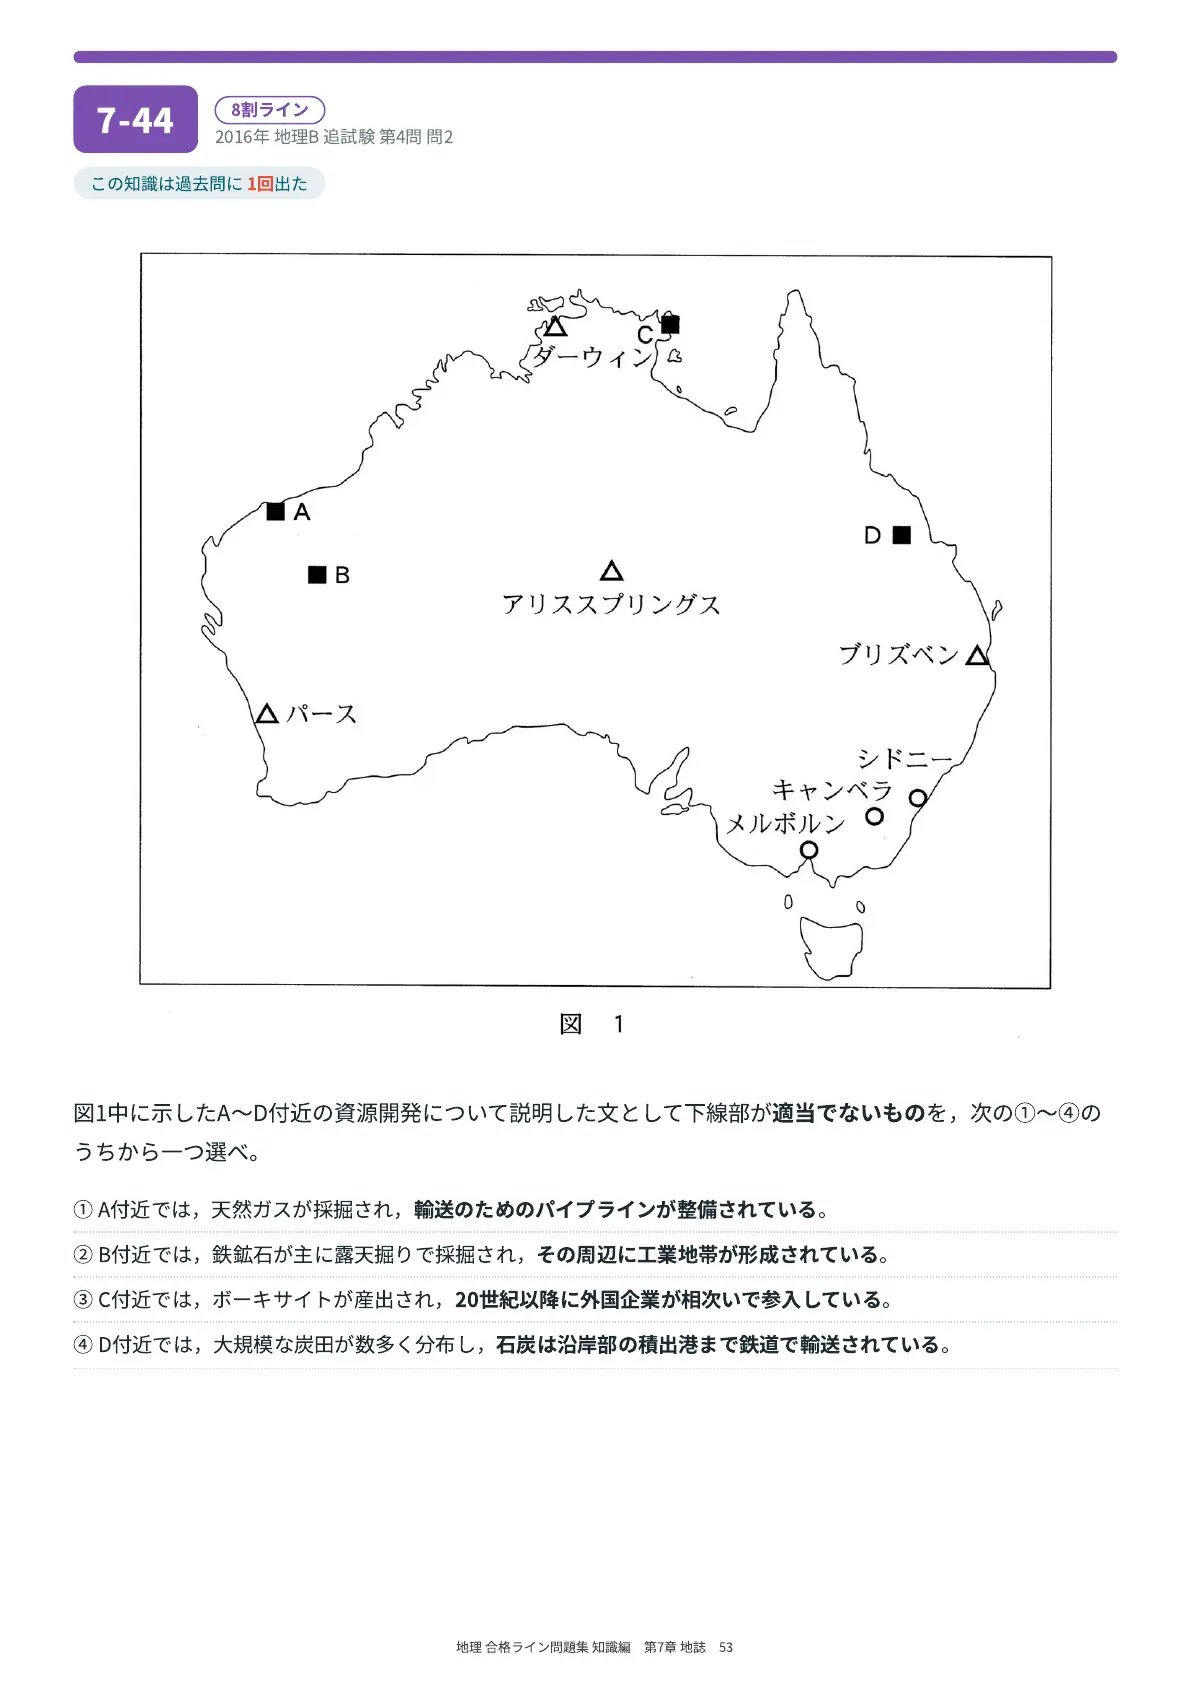 7-44
8割ライン
2016年 地理B 追試験 第4問 問2
この知識は過去問に 1回出た
ダーウィン
C
A
B
D
アリススプリングス
ブリズベン
パース
シドニー
キャンベラ
メルボルン
図 1
図1中に示したA〜D付近の資源開発について説明した文として下線部が適当でないものを，次の①〜④の
うちから一つ選べ。
① A付近では，天然ガスが採掘され，輸送のためのパイプラインが整備されている。
② B付近では，鉄鉱石が主に露天掘りで採掘され，その周辺に工業地帯が形成されている。
③ C付近では，ボーキサイトが産出され，20世紀以降に外国企業が相次いで参入している。
④ D付近では，大規模な炭田が数多く分布し，石炭は沿岸部の積出港まで鉄道で輸送されている。
地理 合格ライン問題集 知識編 第7章 地誌 53